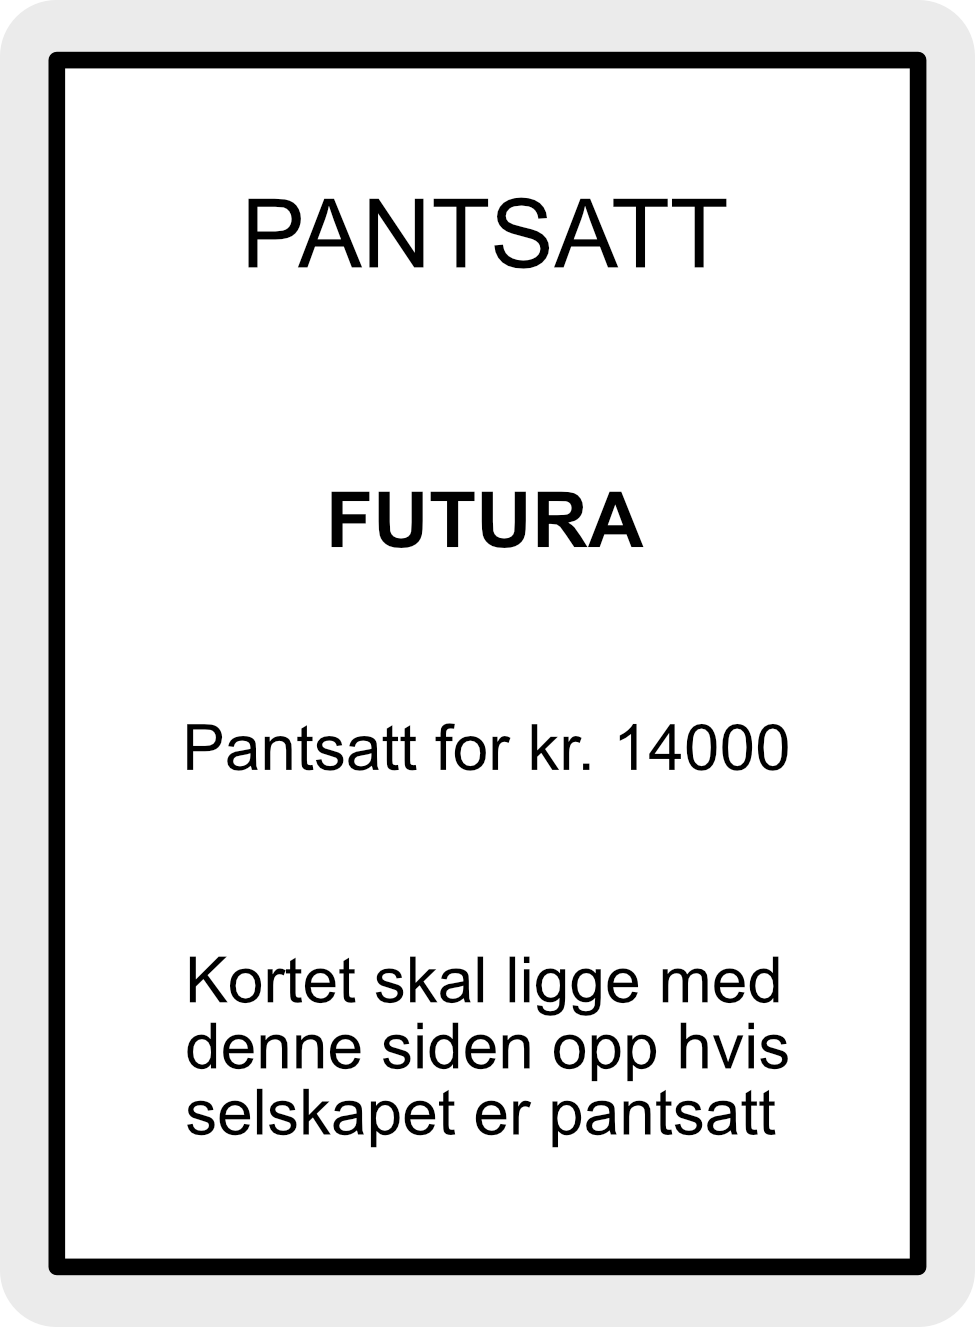 PANTSATT
FUTURA
Pantsatt for kr. 14000
Kortet skal ligge med
denne siden opp hvis
selskapet er pantsatt